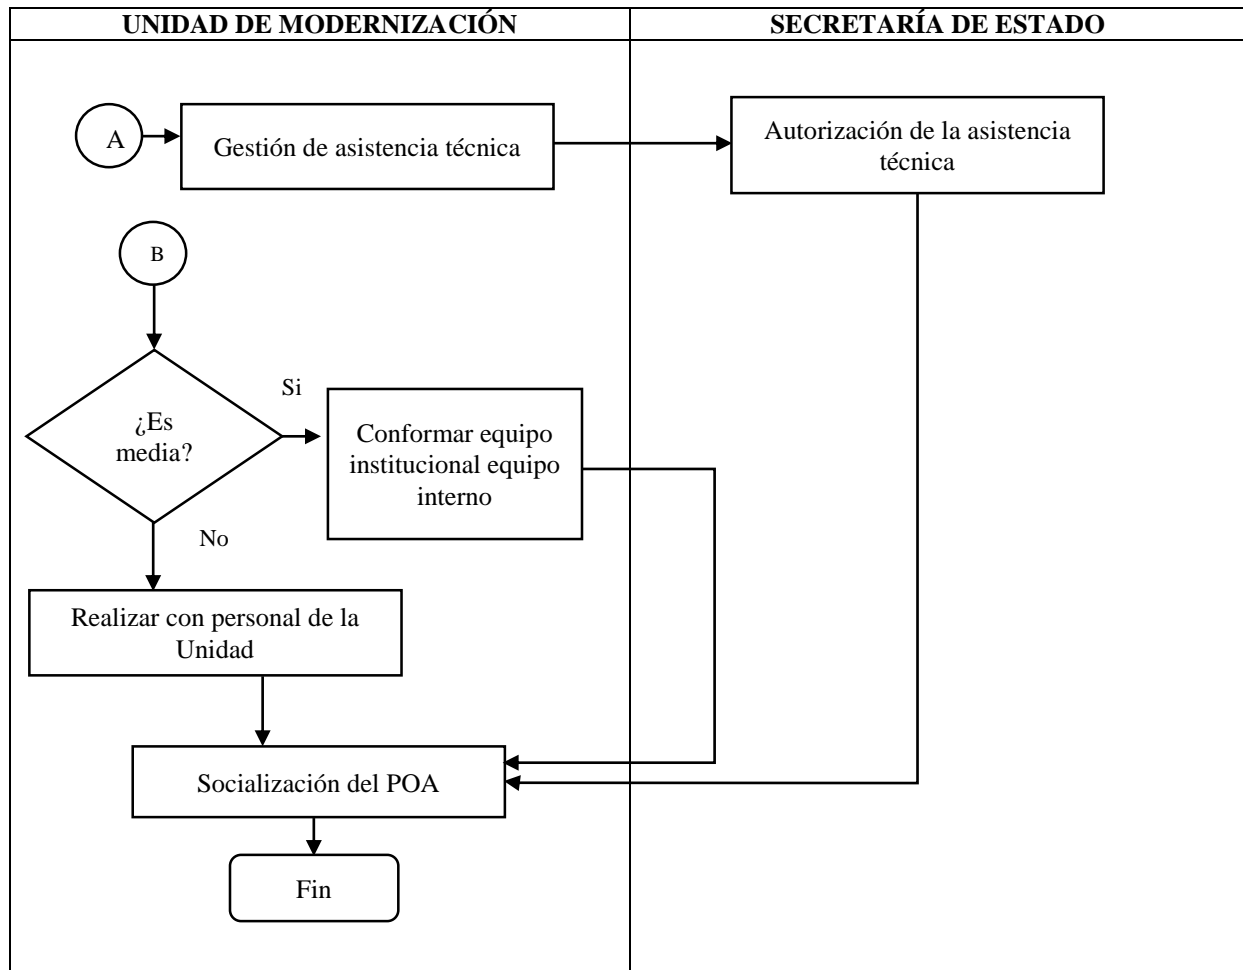 UNIDAD DE MODERNIZACIÓN
SECRETARÍA DE ESTADO
A
Gestión de asistencia técnica
Autorización de la asistencia
técnica
B
¿Es
media?
Si
Conformar equipo
institucional equipo
interno
No
Realizar con personal de la
Unidad
Socialización del POA
Fin